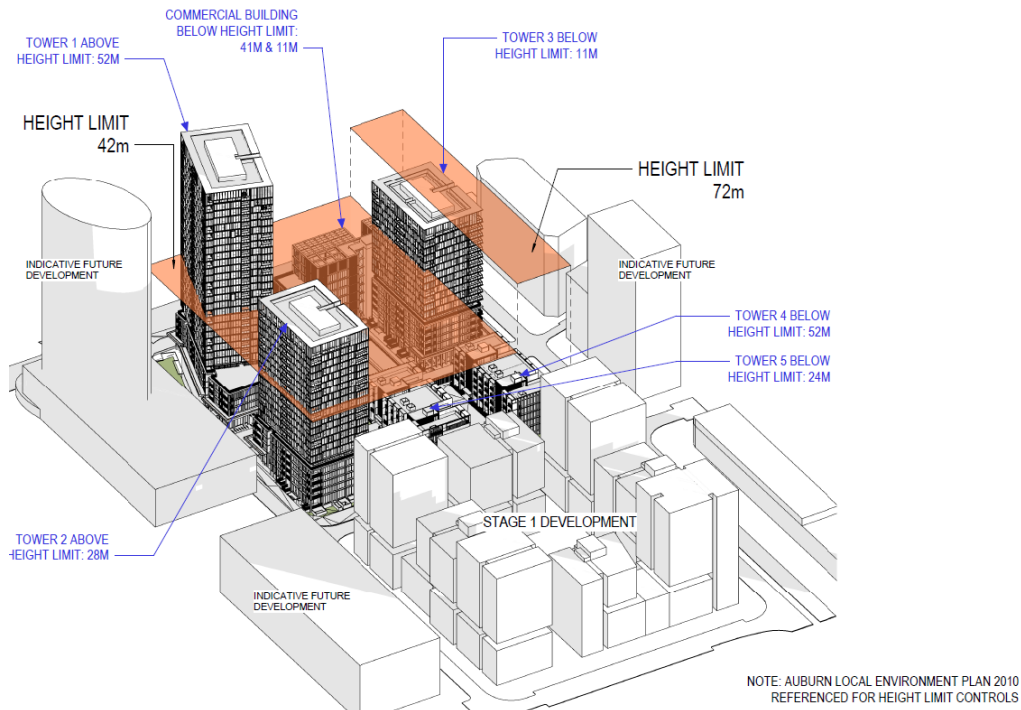 COMMERCIAL BUILDING
BELOW HEIGHT LIMIT:
41M & 11M
TOWER 1 ABOVE
HEIGHT LIMIT: 52M
TOWER 3 BELOW
HEIGHT LIMIT: 11M
HEIGHT LIMIT
42m
HEIGHT LIMIT
72m
INDICATIVE FUTURE
DEVELOPMENT
INDICATIVE FUTURE
DEVELOPMENT
TOWER 4 BELOW
HEIGHT LIMIT: 52M
TOWER 5 BELOW
HEIGHT LIMIT: 24M
STAGE 1 DEVELOPMENT
TOWER 2 ABOVE
HEIGHT LIMIT: 28M
INDICATIVE FUTURE
DEVELOPMENT
NOTE: AUBURN LOCAL ENVIRONMENT PLAN 2010
REFERENCED FOR HEIGHT LIMIT CONTROLS